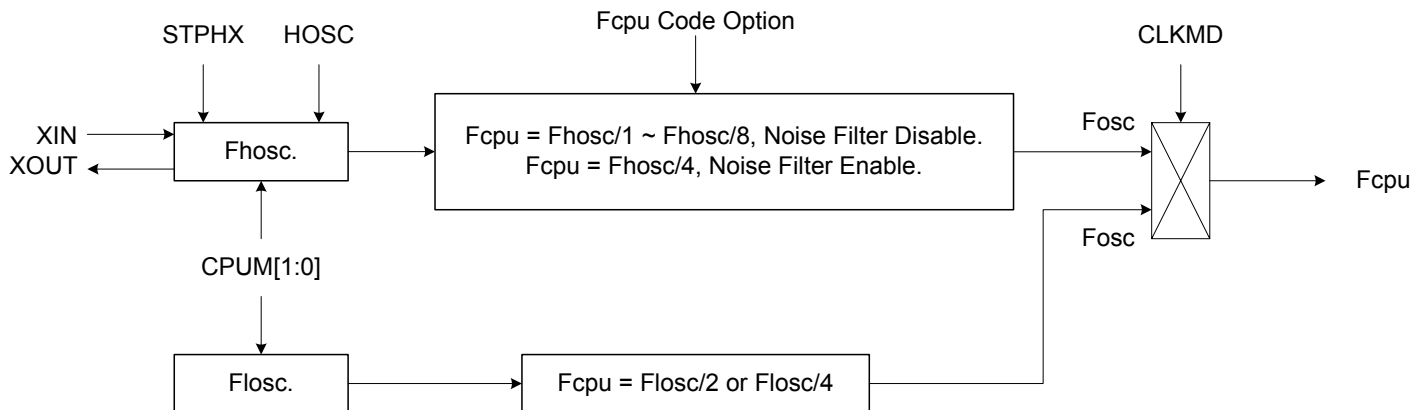 Fcpu Code Option
STPHX
HOSC
CLKMD
XIN
XOUT
Fhosc.
Fcpu = Fhosc/1 ~ Fhosc/8, Noise Filter Disable.
Fcpu = Fhosc/4, Noise Filter Enable.
Fosc
Fosc
Fcpu
CPUM[1:0]
Flosc.
Fcpu = Flosc/2 or Flosc/4